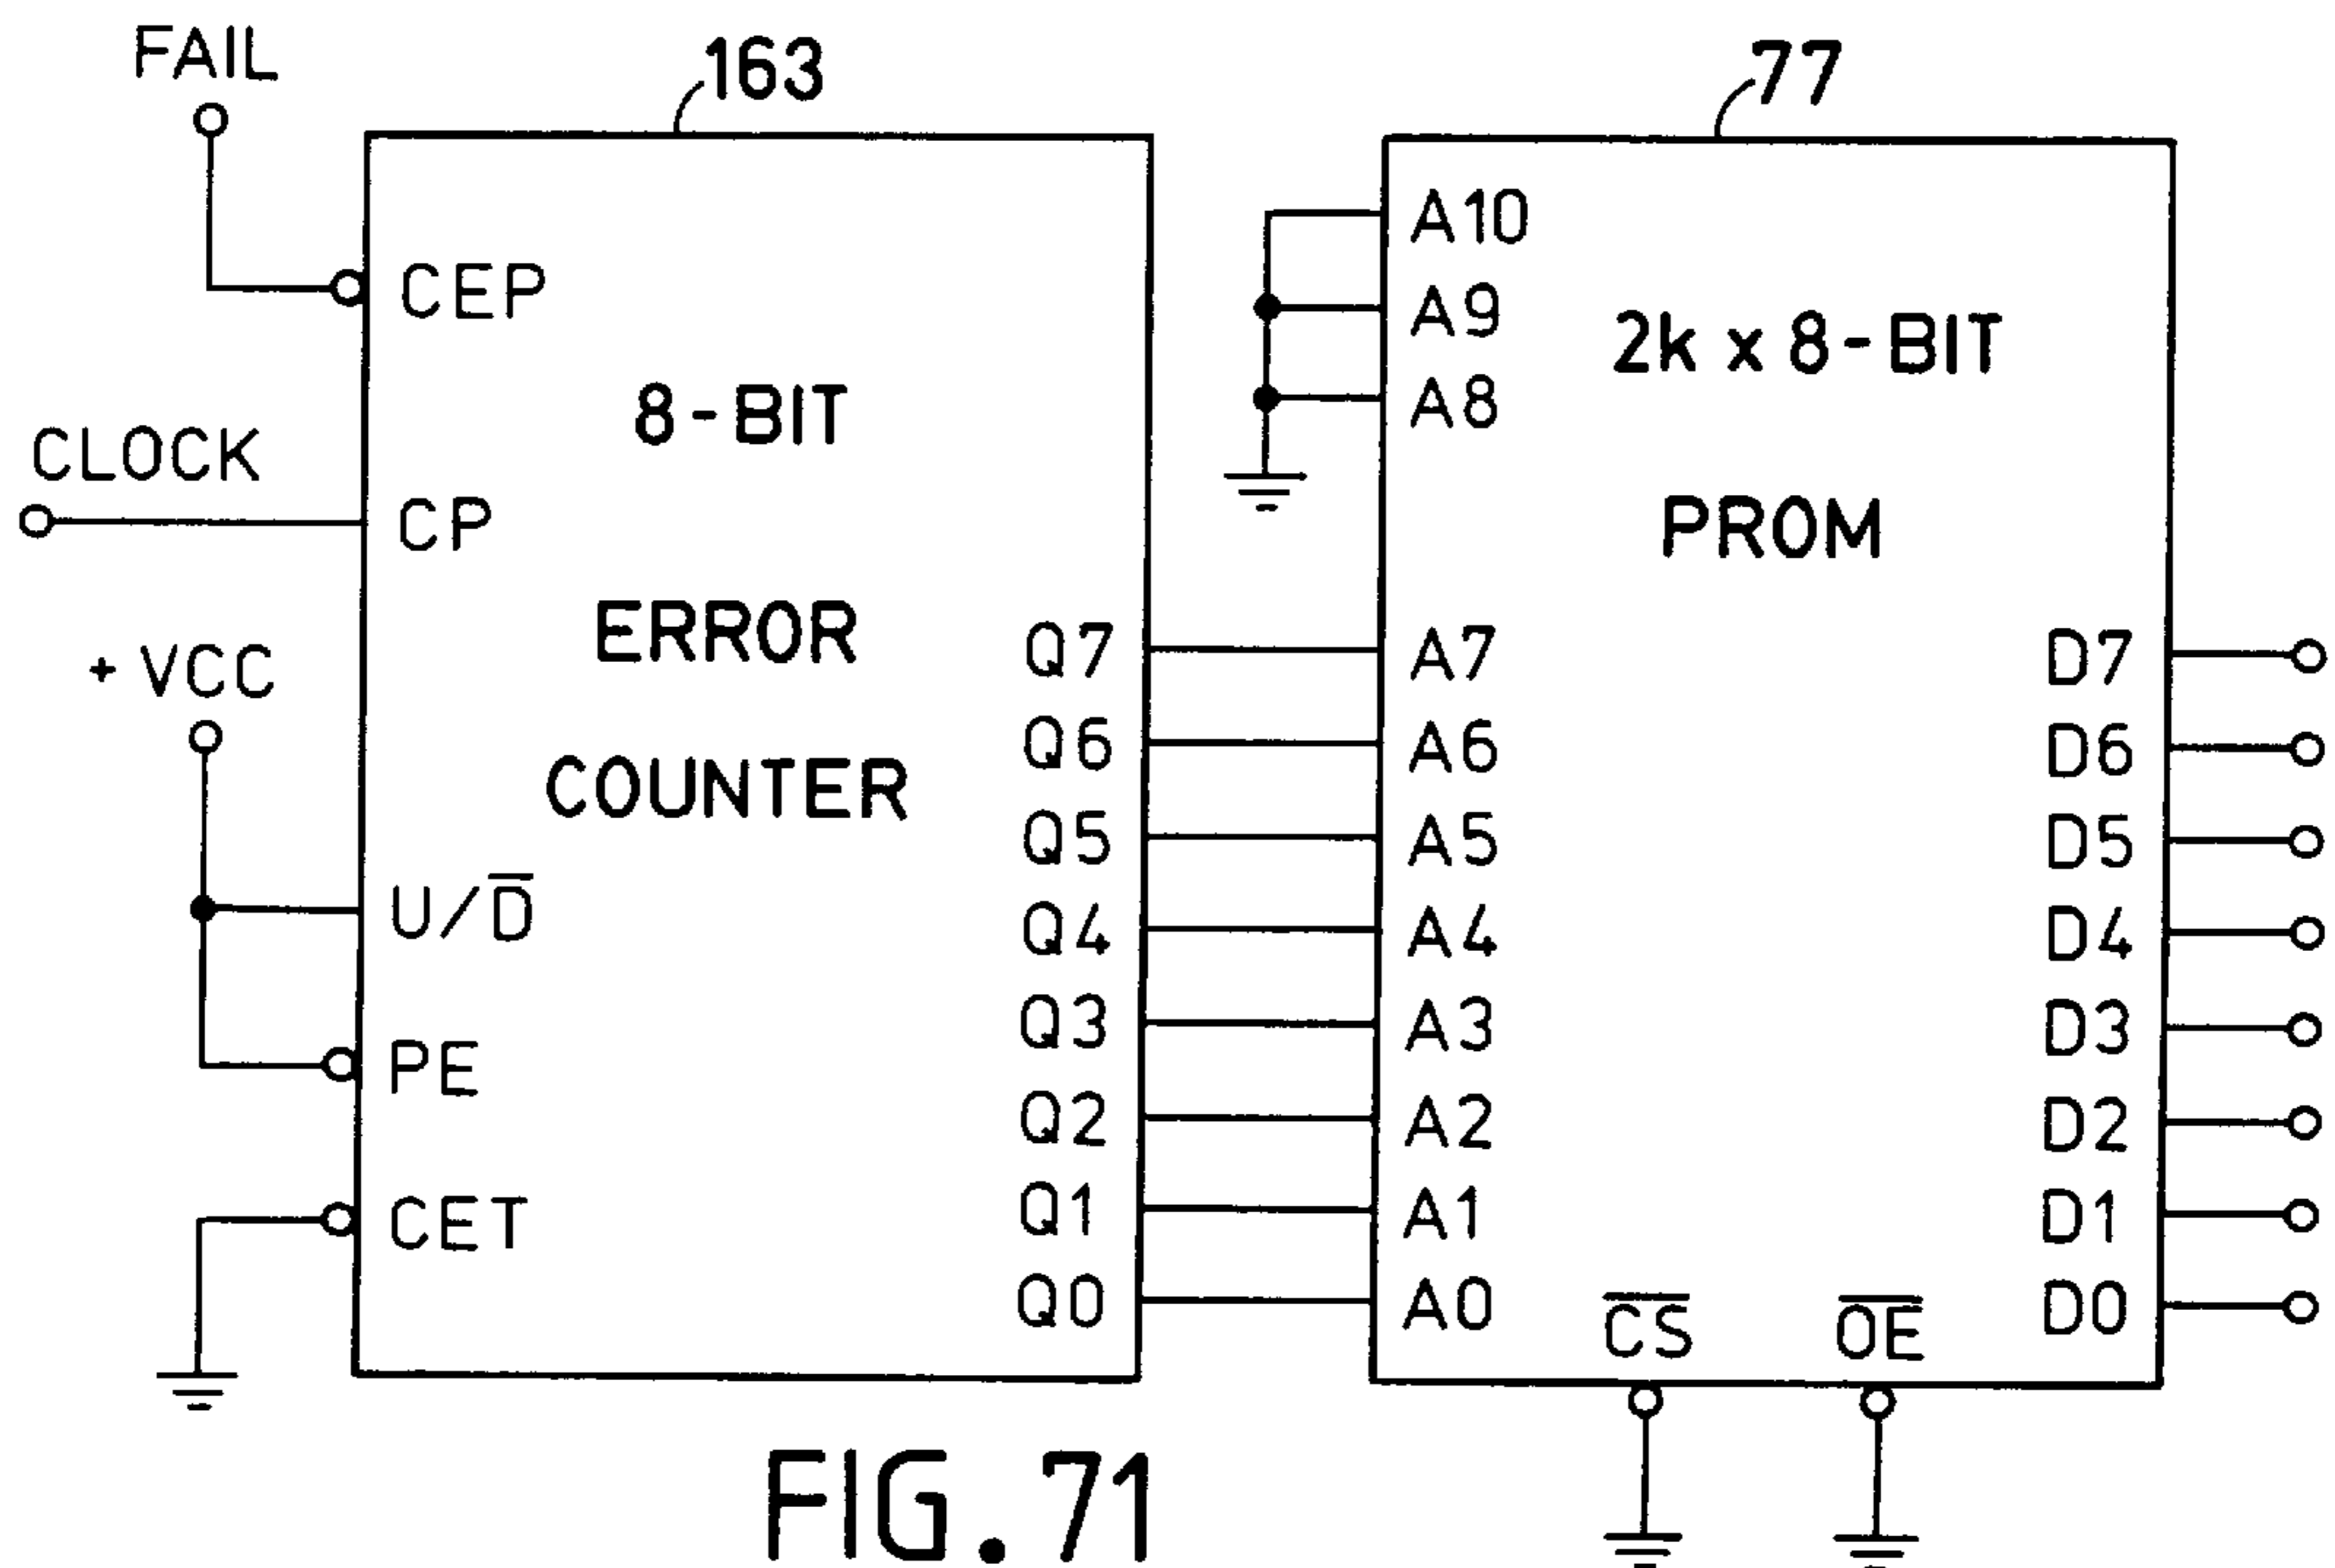 FAIL
163
77
CEP
CLOCK
CP
+ VCC
U/D̅
PE
CET
8-BIT
ERROR
COUNTER
Q7
Q6
Q5
Q4
Q3
Q2
Q1
Q0
A10
A9
A8
A7
A6
A5
A4
A3
A2
A1
A0
2k x 8-BIT
PROM
C̅S̅
O̅E̅
D7
D6
D5
D4
D3
D2
D1
D0
FIG. 71